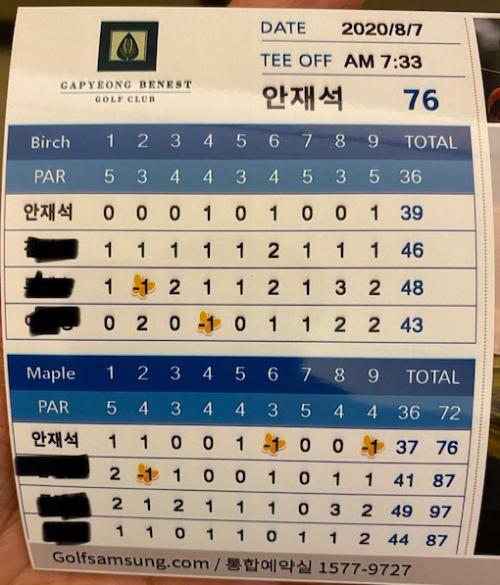 DATE 2020/8/7
TEE OFF AM 7:33
GAPYEONG BENEST
GOLF CLUB
안재석 76
Birch 1 2 3 4 5 6 7 8 9 TOTAL
PAR 5 3 4 4 3 4 5 3 5 36
안재석 0 0 0 1 0 1 0 0 1 39
1 1 1 1 1 2 1 1 1 46
1 -1 2 1 1 2 1 3 2 48
0 2 0 -1 0 1 1 2 2 43
Maple 1 2 3 4 5 6 7 8 9 TOTAL
PAR 5 4 3 4 4 3 5 4 4 36 72
안재석 1 1 0 0 1 -1 0 0 -1 37 76
2 -1 1 0 0 1 0 1 1 41 87
2 1 2 1 1 1 0 3 2 49 97
1 1 0 1 1 0 1 1 2 44 87
Golfsamsung.com / 통합예약실 1577-9727